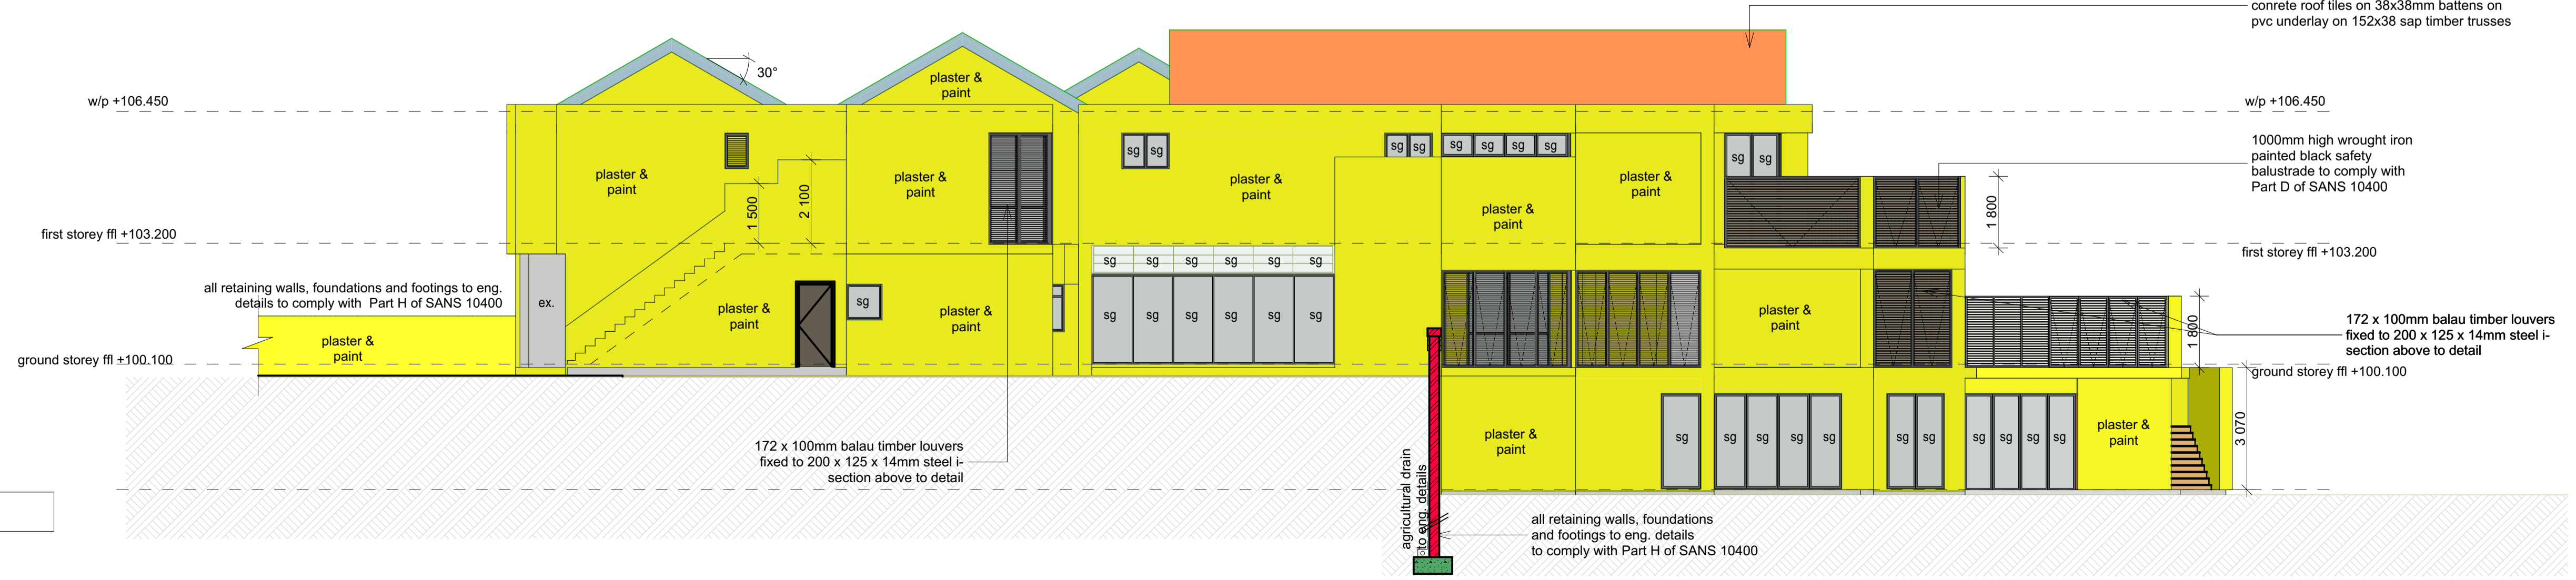 conrete roof tiles on 38x38mm battens on
pvc underlay on 152x38 sap timber trusses
30°
plaster &
paint
w/p +106.450
w/p +106.450
1000mm high wrought iron
painted black safety
balustrade to comply with
Part D of SANS 10400
sg sg
sg sg
sg sg sg sg
sg sg
plaster &
paint
plaster &
paint
plaster &
paint
plaster &
paint
plaster &
paint
1 500
2 100
1 800
first storey ffl +103.200
first storey ffl +103.200
sg sg sg sg sg sg
all retaining walls, foundations and footings to eng.
details to comply with Part H of SANS 10400
ex.
sg
plaster &
paint
plaster &
paint
sg sg sg sg sg sg
plaster &
paint
1 800
172 x 100mm balau timber louvers
fixed to 200 x 125 x 14mm steel i-
section above to detail
plaster &
paint
ground storey ffl +100.100
ground storey ffl +100.100
plaster &
paint
sg
sg sg sg sg
sg sg
sg sg sg sg
plaster &
paint
3 070
172 x 100mm balau timber louvers
fixed to 200 x 125 x 14mm steel i-
section above to detail
agricultural drain
to eng. details
all retaining walls, foundations
and footings to eng. details
to comply with Part H of SANS 10400